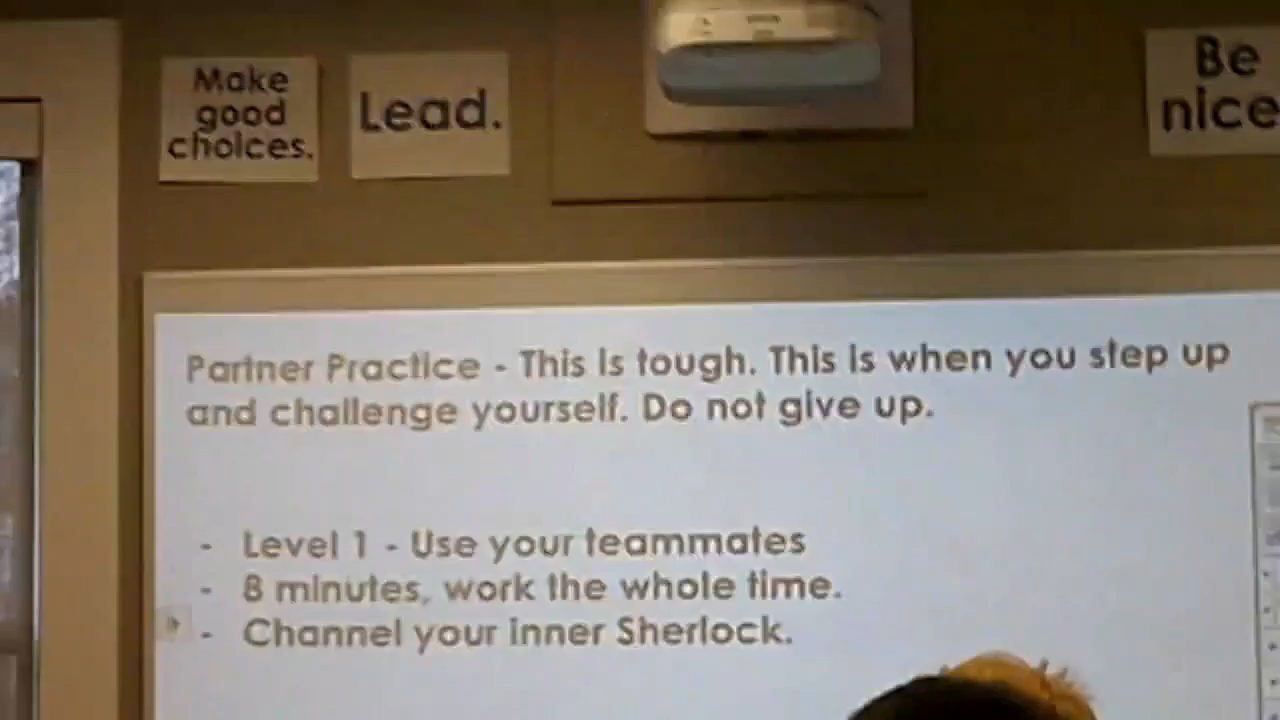 Make
good
choices.
Lead.
Be
nice
Partner Practice - This is tough. This is when you step up
and challenge yourself. Do not give up.
- Level 1 - Use your teammates
- 8 minutes, work the whole time.
- Channel your inner Sherlock.